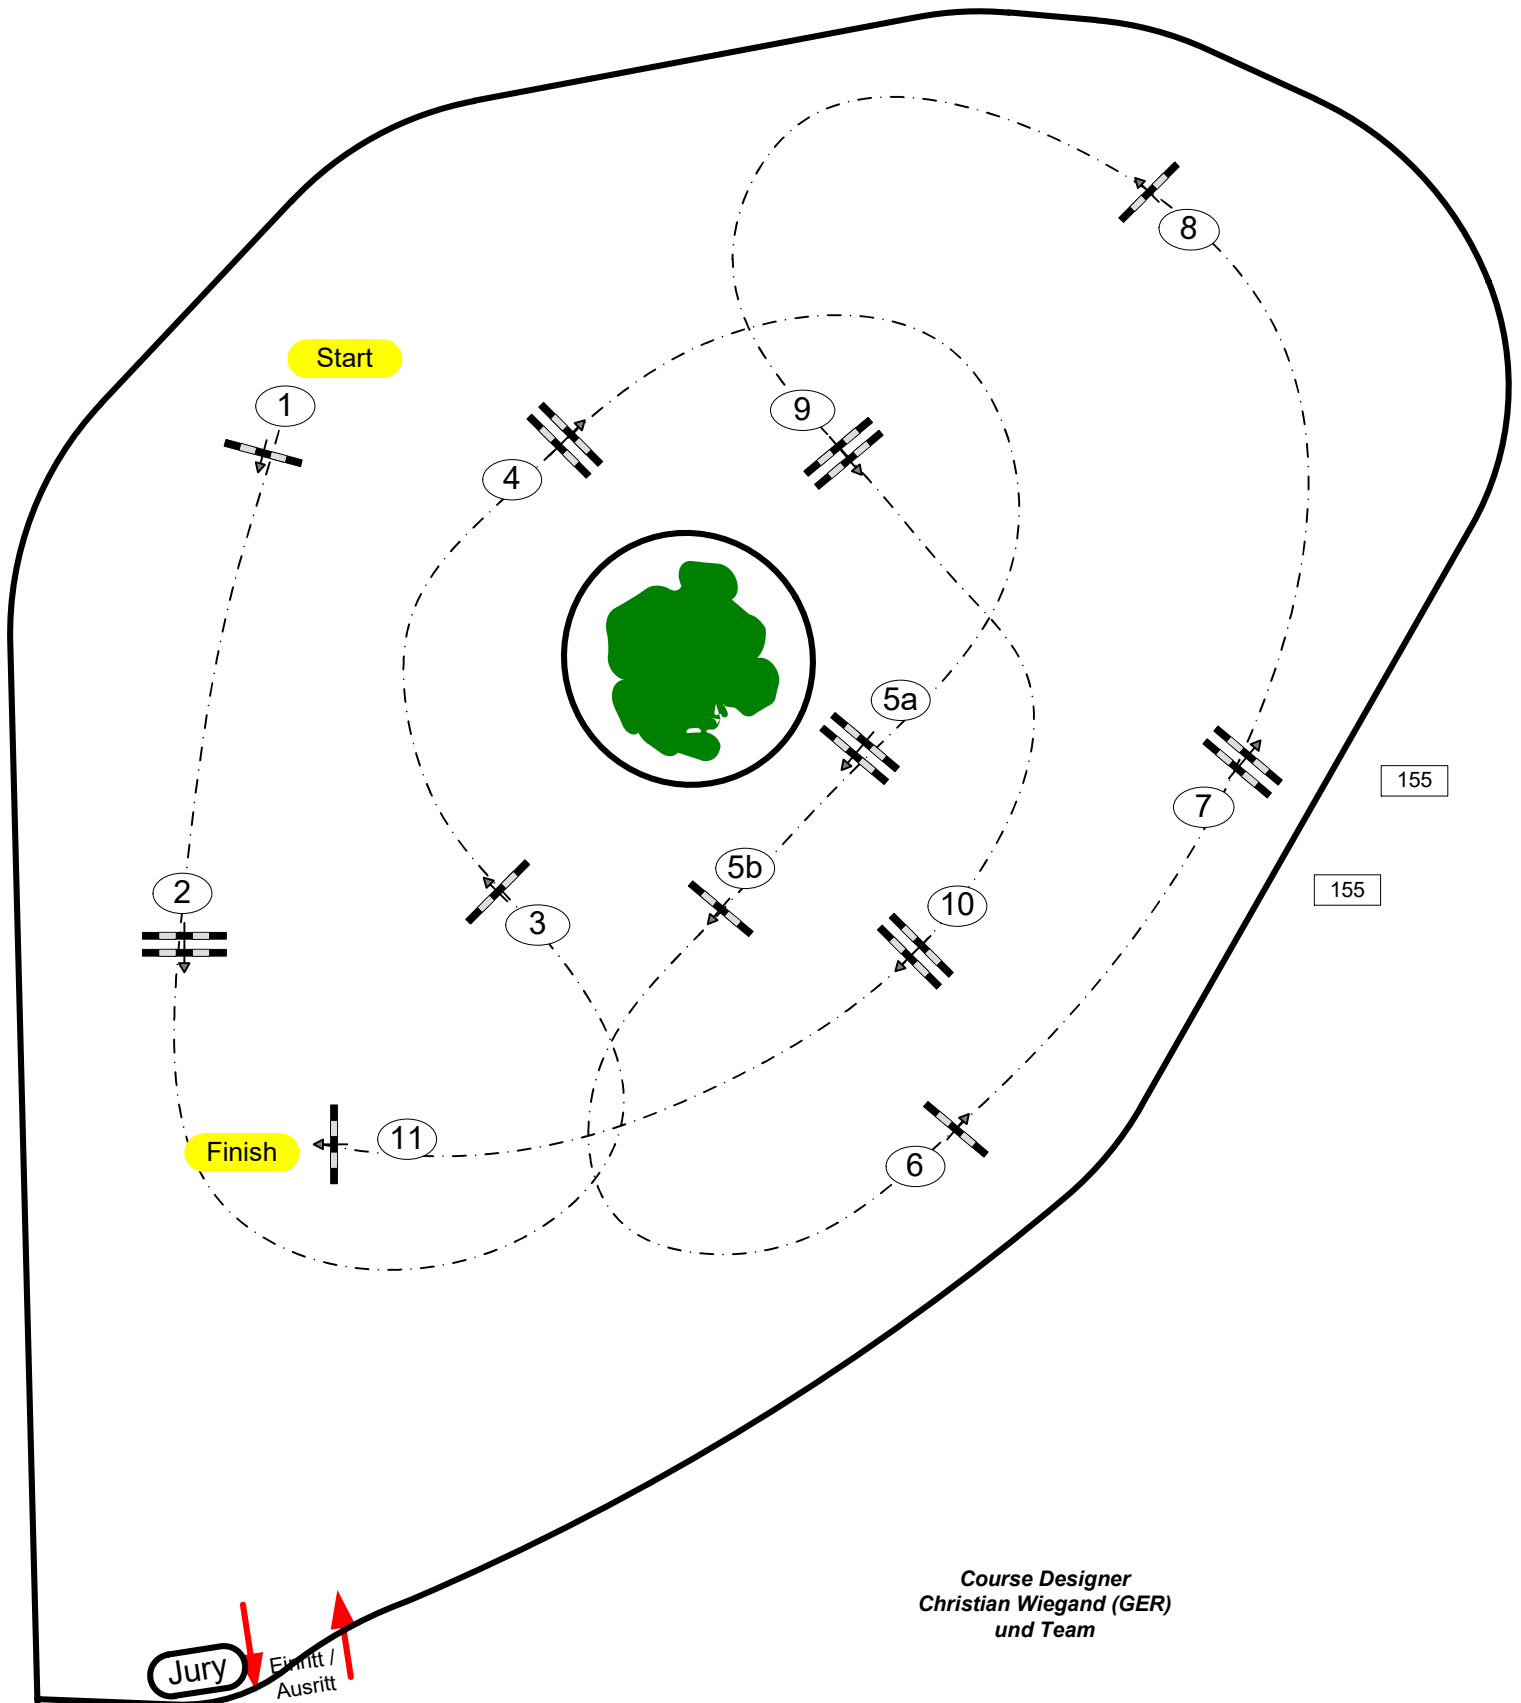 8
Start
1
9
4
5a
155
7
5b
155
2
10
3
11
Finish
6
Course Designer
Christian Wiegand (GER)
und Team
Jury
Einritt /
Ausritt